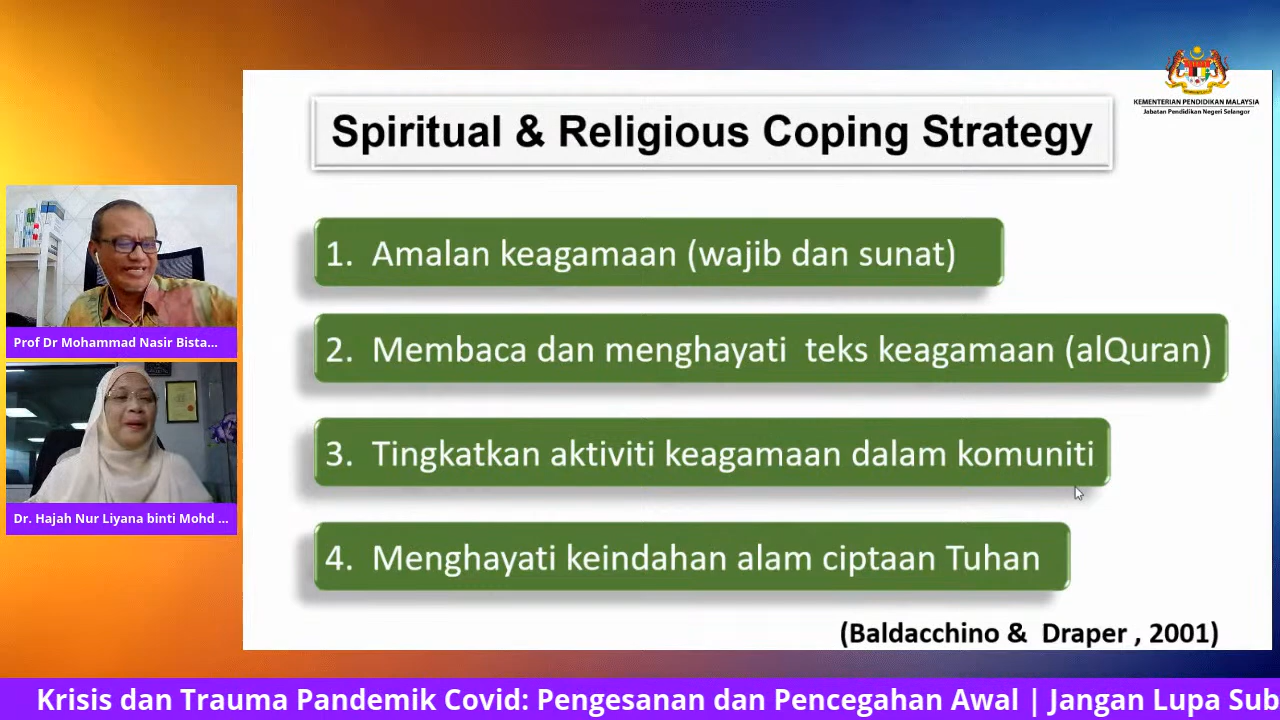 KEMENTERIAN PENDIDIKAN MALAYSIA
Jabatan Pendidikan Negeri Selangor
Spiritual & Religious Coping Strategy
1. Amalan keagamaan (wajib dan sunat)
2. Membaca dan menghayati teks keagamaan (alQuran)
3. Tingkatkan aktiviti keagamaan dalam komuniti
4. Menghayati keindahan alam ciptaan Tuhan
(Baldacchino & Draper , 2001)
Prof Dr Mohammad Nasir Bista...
Dr. Hajah Nur Liyana binti Mohd ...
Krisis dan Trauma Pandemik Covid: Pengesanan dan Pencegahan Awal | Jangan Lupa Sub